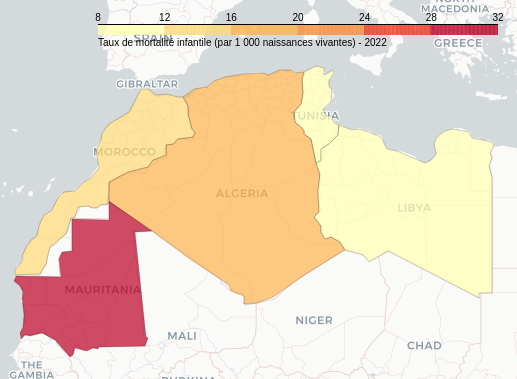 NORTH
MACEDONIA
8 12 16 20 24 28 32
SPAIN
Taux de mortalité infantile (par 1 000 naissances vivantes) - 2022
GREECE
GIBRALTAR
TUNISIA
MOROCCO
ALGERIA
LIBYA
MAURITANIA
NIGER
MALI
CHAD
THE
GAMBIA
BURKINA